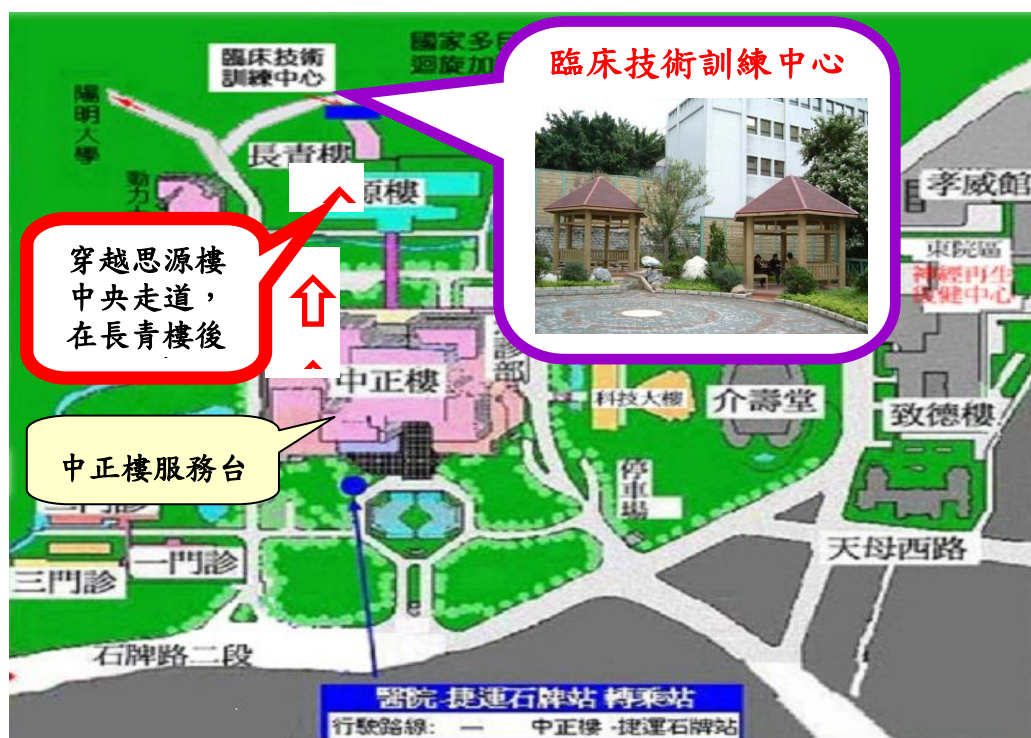 臨床技術
訓練中心
國家多目
迴旋加
臨床技術訓練中心
陽明大學
長青樓
動力
源樓
孝威館
穿越思源樓
中央走道，
在長青樓後
東院區
神經再生
復健中心
診部
中正樓
科技大樓
介壽堂
致德樓
中正樓服務台
停車場
二門診
一門診
三門診
天母西路
石牌路二段
醫院-捷運石牌站 轉乘站
行駛路線: — 中正樓-捷運石牌站